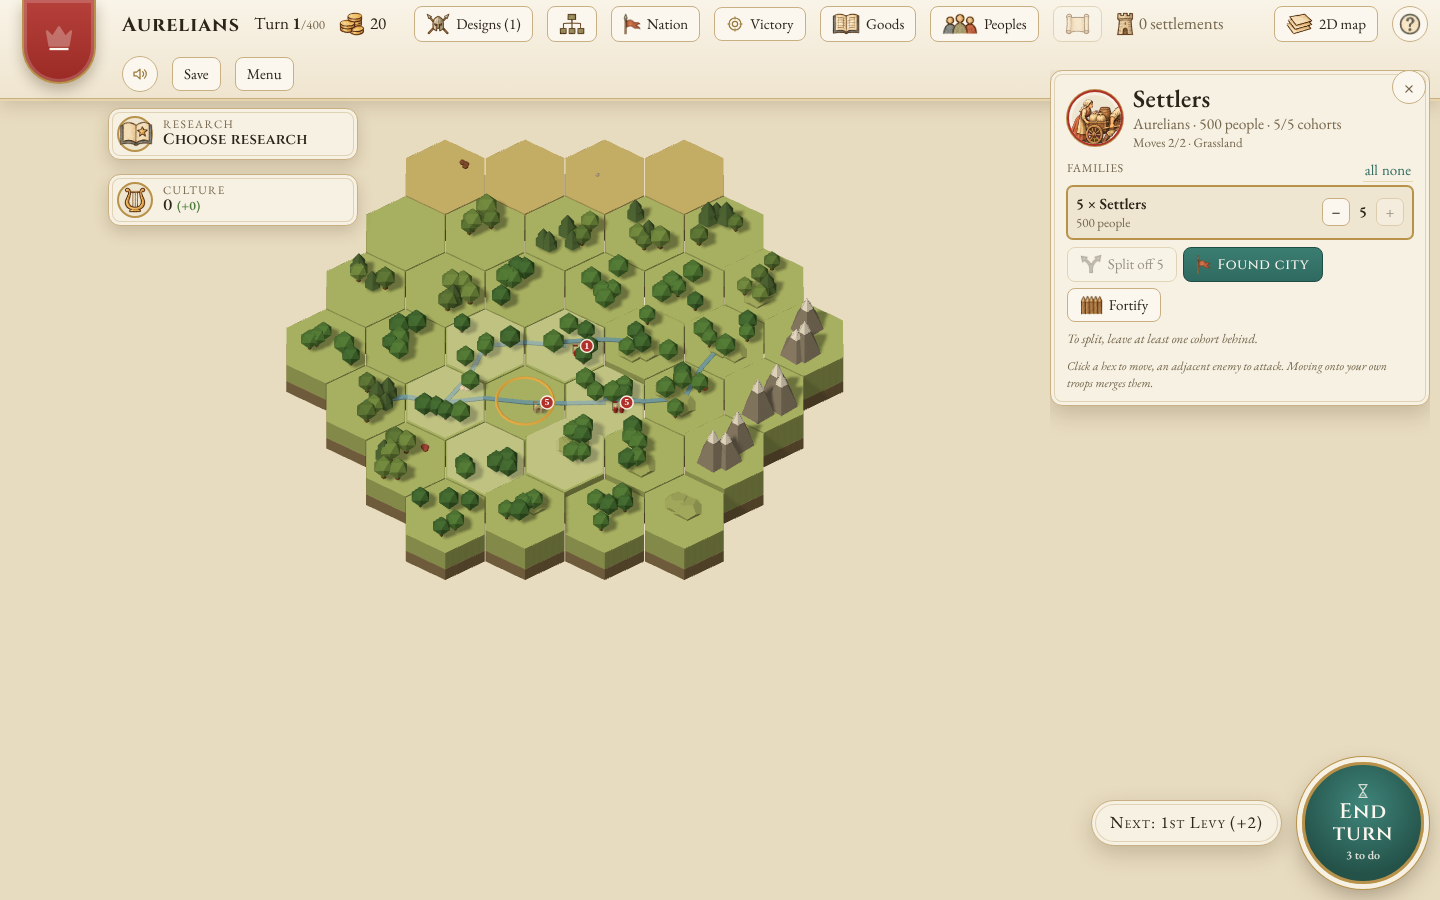 Aurelians
Turn 1/400
20
Designs (1)
Nation
Victory
Goods
Peoples
0 settlements
2D map
?
Save
Menu
Research
Choose research
Culture
0 (+0)
1
5
5
×
Settlers
Aurelians · 500 people · 5/5 cohorts
Moves 2/2 · Grassland
FAMILIES
all none
5 × Settlers
500 people
– 5 +
Split off 5
Found city
Fortify
To split, leave at least one cohort behind.
Click a hex to move, an adjacent enemy to attack. Moving onto your own
troops merges them.
Next: 1st Levy (+2)
End
turn
3 to do